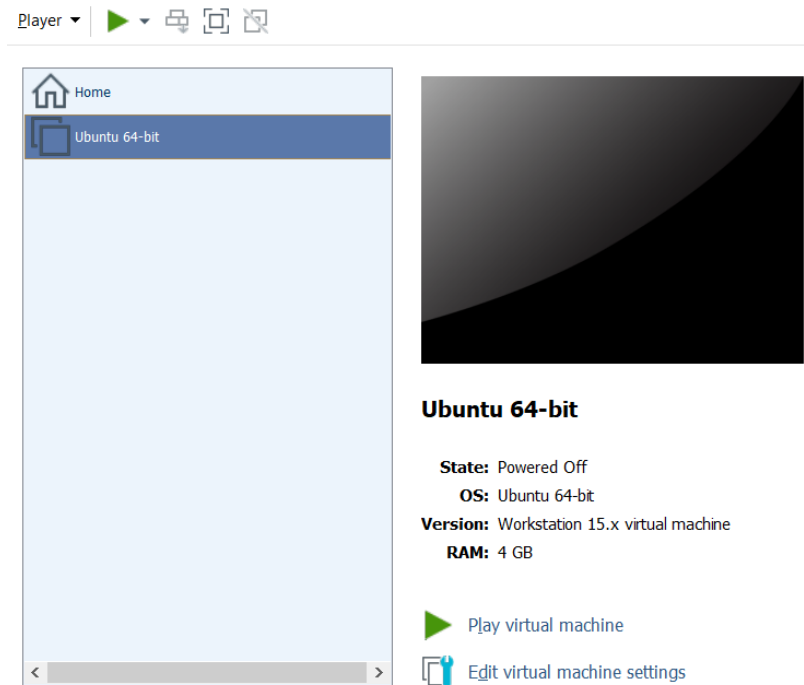 Player
Home
Ubuntu 64-bit
Ubuntu 64-bit
State: Powered Off
OS: Ubuntu 64-bit
Version: Workstation 15.x virtual machine
RAM: 4 GB
Play virtual machine
Edit virtual machine settings